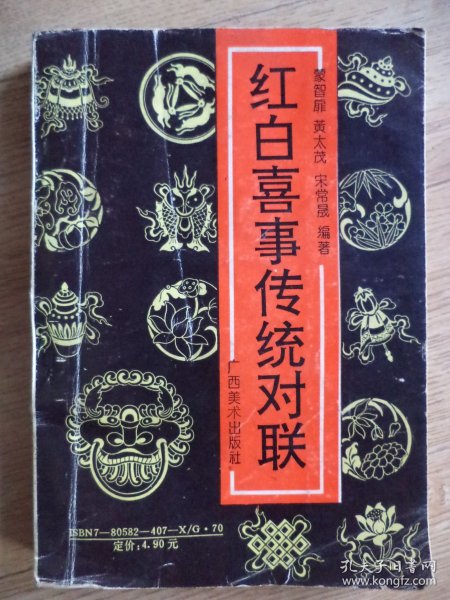 红白喜事传统对联
蒙智扉 黄太茂 宋常晟 编著
广西美术出版社
ISBN7—80582—407—X/G·70
定价:4.90元
孔夫子旧书网
www.kongfz.com